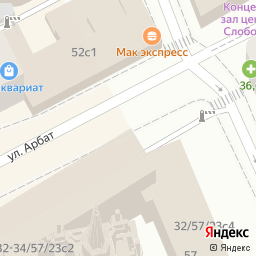 Конце
зал це
Слобо
52с1
Мак экспресс
квариат
36,
ул. Арбат
32/57/23с4
57
32-34/57/23с2
Яндекс